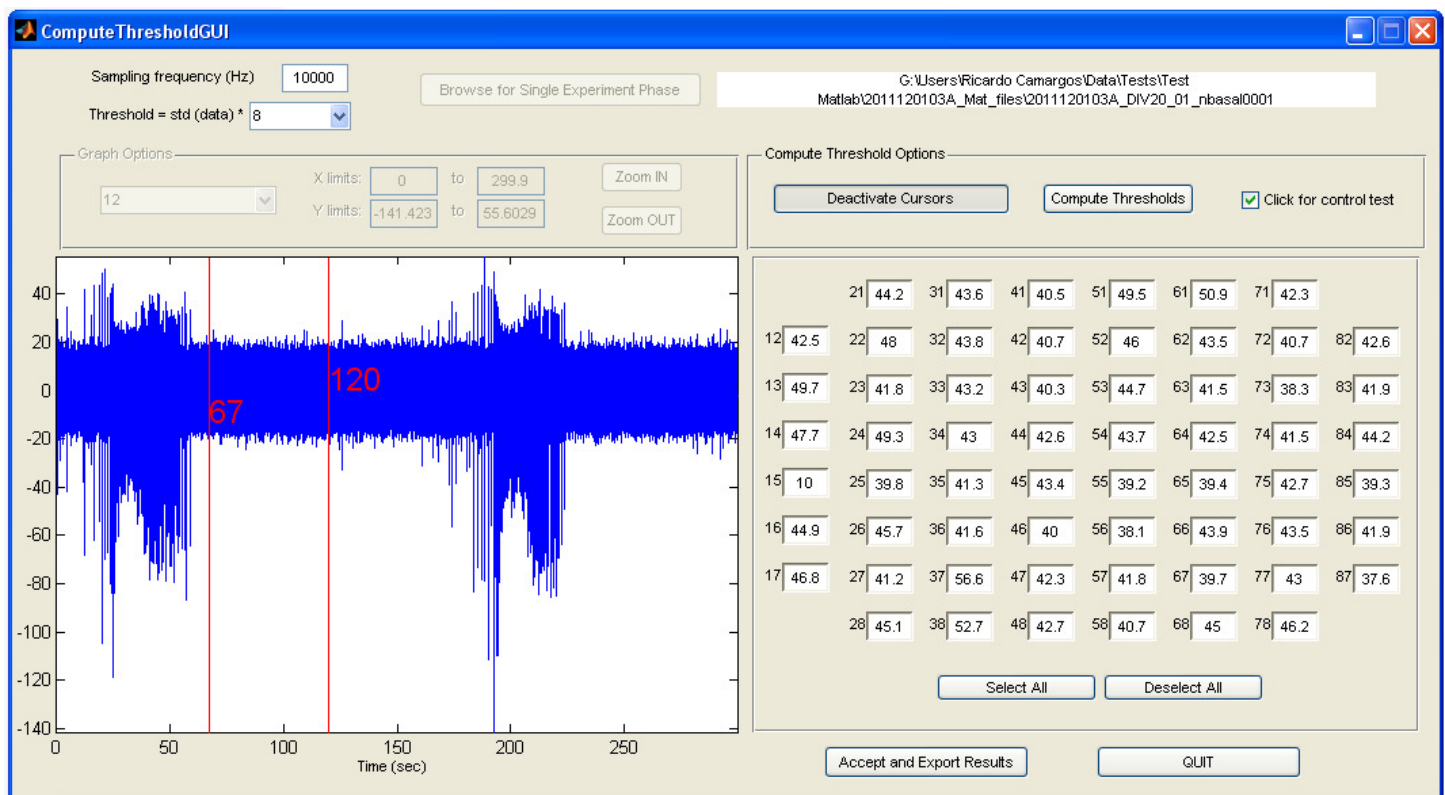 ComputeThresholdGUI
Sampling frequency (Hz) 10000
Browse for Single Experiment Phase
G:\Users\Ricardo Camargos\Data\Tests\Test
Matlab\2011120103A_Mat_files\2011120103A_DIV20_01_nbasal0001
Threshold = std (data) * 8
Graph Options
12
X limits: 0 to 299.9
Zoom IN
Y limits: -141.423 to 55.6029
Zoom OUT
Compute Threshold Options
Deactivate Cursors
Compute Thresholds
Click for control test
40
20
0
-20
-40
-60
-80
-100
-120
-140
67
120
0 50 100 150 200 250
Time (sec)
21 44.2 31 43.6 41 40.5 51 49.5 61 50.9 71 42.3
12 42.5 22 48 32 43.8 42 40.7 52 46 62 43.5 72 40.7 82 42.6
13 49.7 23 41.8 33 43.2 43 40.3 53 44.7 63 41.5 73 38.3 83 41.9
14 47.7 24 49.3 34 43 44 42.6 54 43.7 64 42.5 74 41.5 84 44.2
15 10 25 39.8 35 41.3 45 43.4 55 39.2 65 39.4 75 42.7 85 39.3
16 44.9 26 45.7 36 41.6 46 40 56 38.1 66 43.9 76 43.5 86 41.9
17 46.8 27 41.2 37 56.6 47 42.3 57 41.8 67 39.7 77 43 87 37.6
28 45.1 38 52.7 48 42.7 58 40.7 68 45 78 46.2
Select All
Deselect All
Accept and Export Results
QUIT